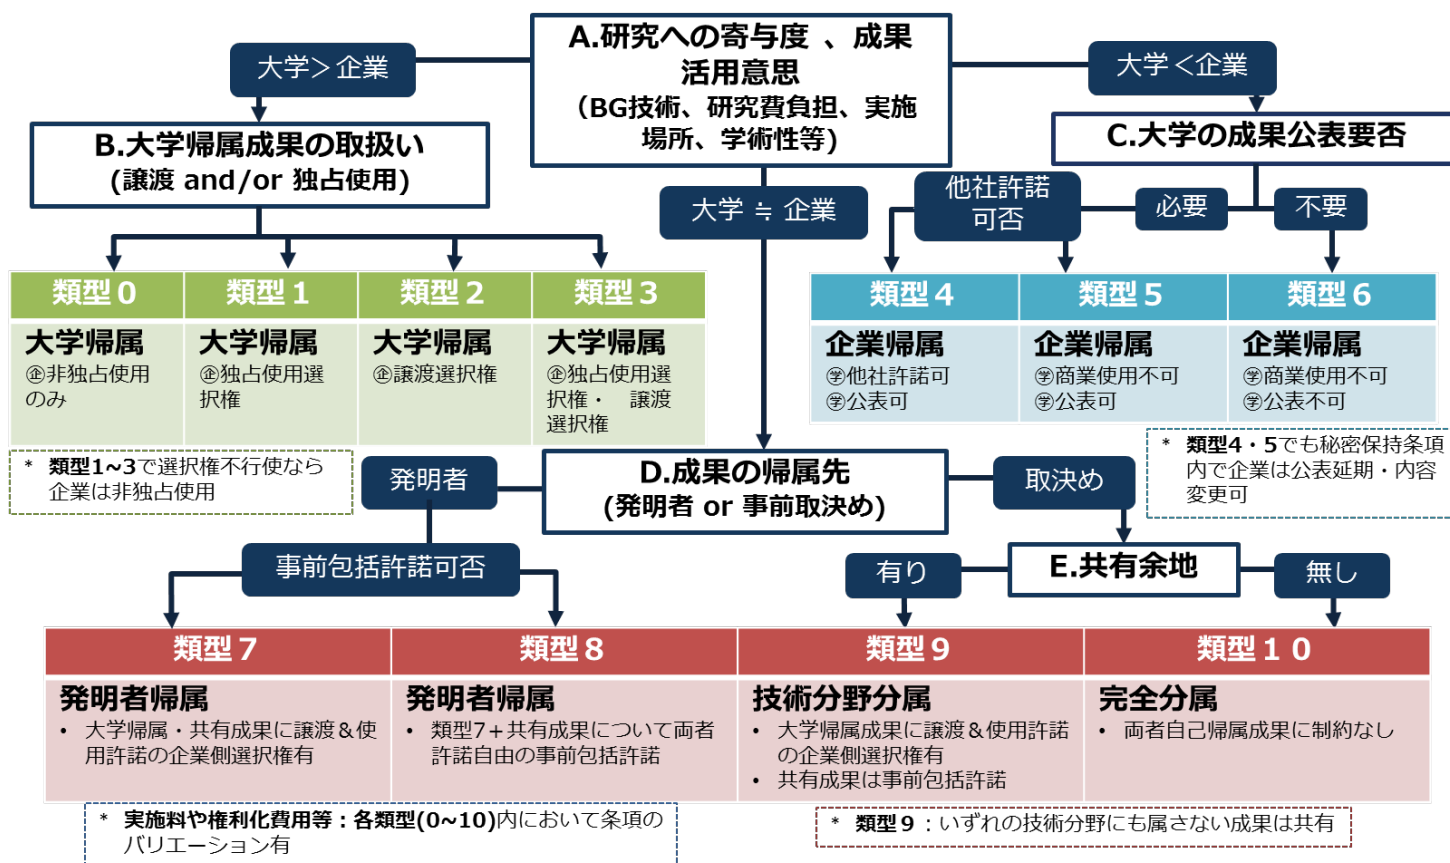 A.研究への寄与度 、成果
活用意思
（BG技術、研究費負担、実施
場所、学術性等）
大学＞企業
大学＜企業
B.大学帰属成果の取扱い
(譲渡 and/or 独占使用)
C.大学の成果公表要否
大学 ≒ 企業
他社許諾
可否
必要
不要
類型０
類型１
類型２
類型３
大学帰属
㊭非独占使用
のみ
大学帰属
㊭独占使用選
択権
大学帰属
㊭譲渡選択権
大学帰属
㊭独占使用選
択権・ 譲渡
選択権
類型４
類型５
類型６
企業帰属
㊫他社許諾可
㊫公表可
企業帰属
㊫商業使用不可
㊫公表可
企業帰属
㊫商業使用不可
㊫公表不可
* 類型1~3で選択権不行使なら
企業は非独占使用
* 類型4・5でも秘密保持条項
内で企業は公表延期・内容
変更可
発明者
D.成果の帰属先
(発明者 or 事前取決め)
取決め
事前包括許諾可否
有り
E.共有余地
無し
類型７
類型８
類型９
類型１０
発明者帰属
• 大学帰属・共有成果に譲渡＆使
用許諾の企業側選択権有
発明者帰属
• 類型7＋共有成果について両者
許諾自由の事前包括許諾
技術分野分属
• 大学帰属成果に譲渡＆使用許諾
の企業側選択権有
• 共有成果は事前包括許諾
完全分属
• 両者自己帰属成果に制約なし
* 実施料や権利化費用等：各類型(0~10)内において条項の
バリエーション有
* 類型９：いずれの技術分野にも属さない成果は共有